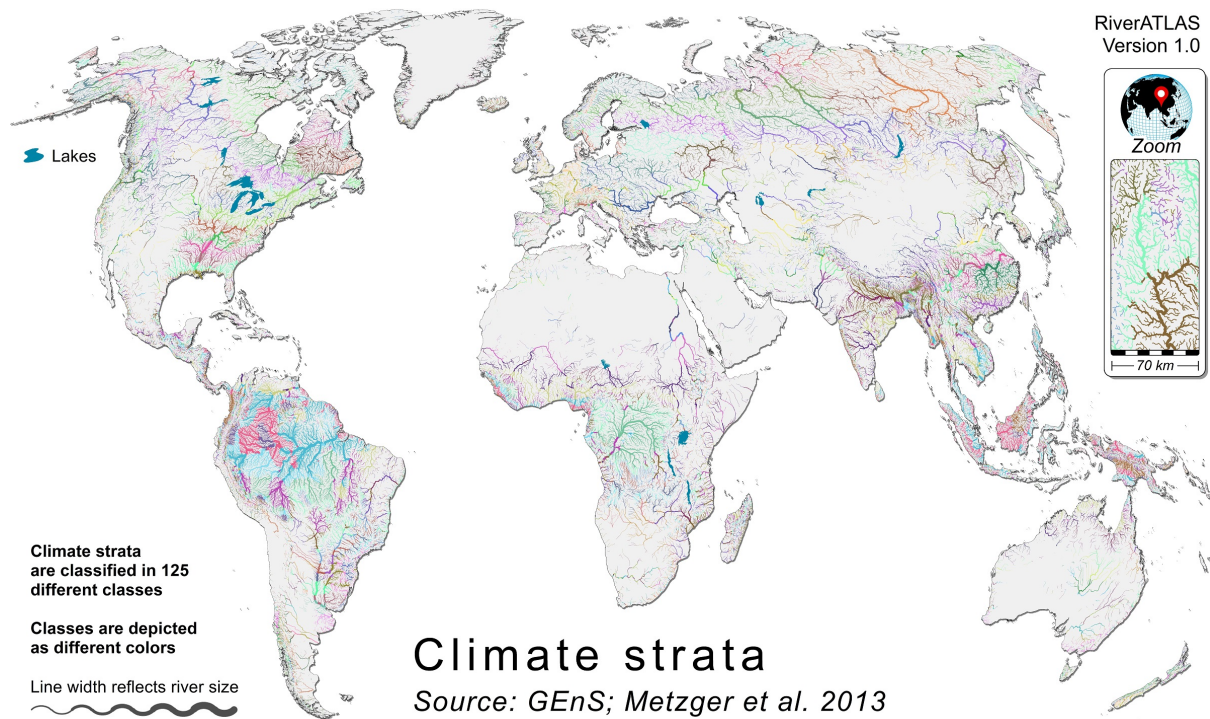 RiverATLAS
Version 1.0
Lakes
Zoom
70 km
Climate strata
are classified in 125
different classes
Classes are depicted
as different colors
Line width reflects river size
Climate strata
Source: GEnS; Metzger et al. 2013